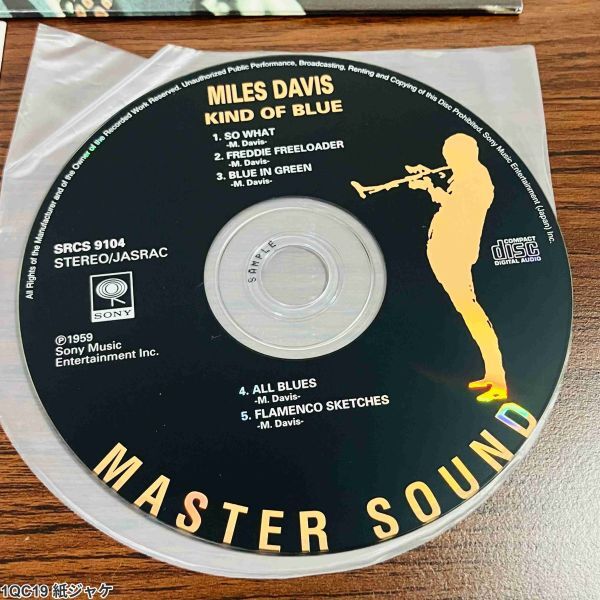 All Rights of the Manufacturer and of the Owner of the Recorded Work Reserved. Unauthorized Public Performance, Broadcasting, Renting and Copying of this Disc Prohibited. Sony Music Entertainment (Japan) Inc.
MILES DAVIS
KIND OF BLUE
1. SO WHAT
-M. Davis-
2. FREDDIE FREELOADER
-M. Davis-
3. BLUE IN GREEN
-M. Davis-
SRCS 9104
STEREO/JASRAC
SONY
℗1959
Sony Music
Entertainment Inc.
SAMPLE
COMPACT
disc
DIGITAL AUDIO
4. ALL BLUES
-M. Davis-
5. FLAMENCO SKETCHES
-M. Davis-
MASTER SOUND
1QC19 紙ジャケ